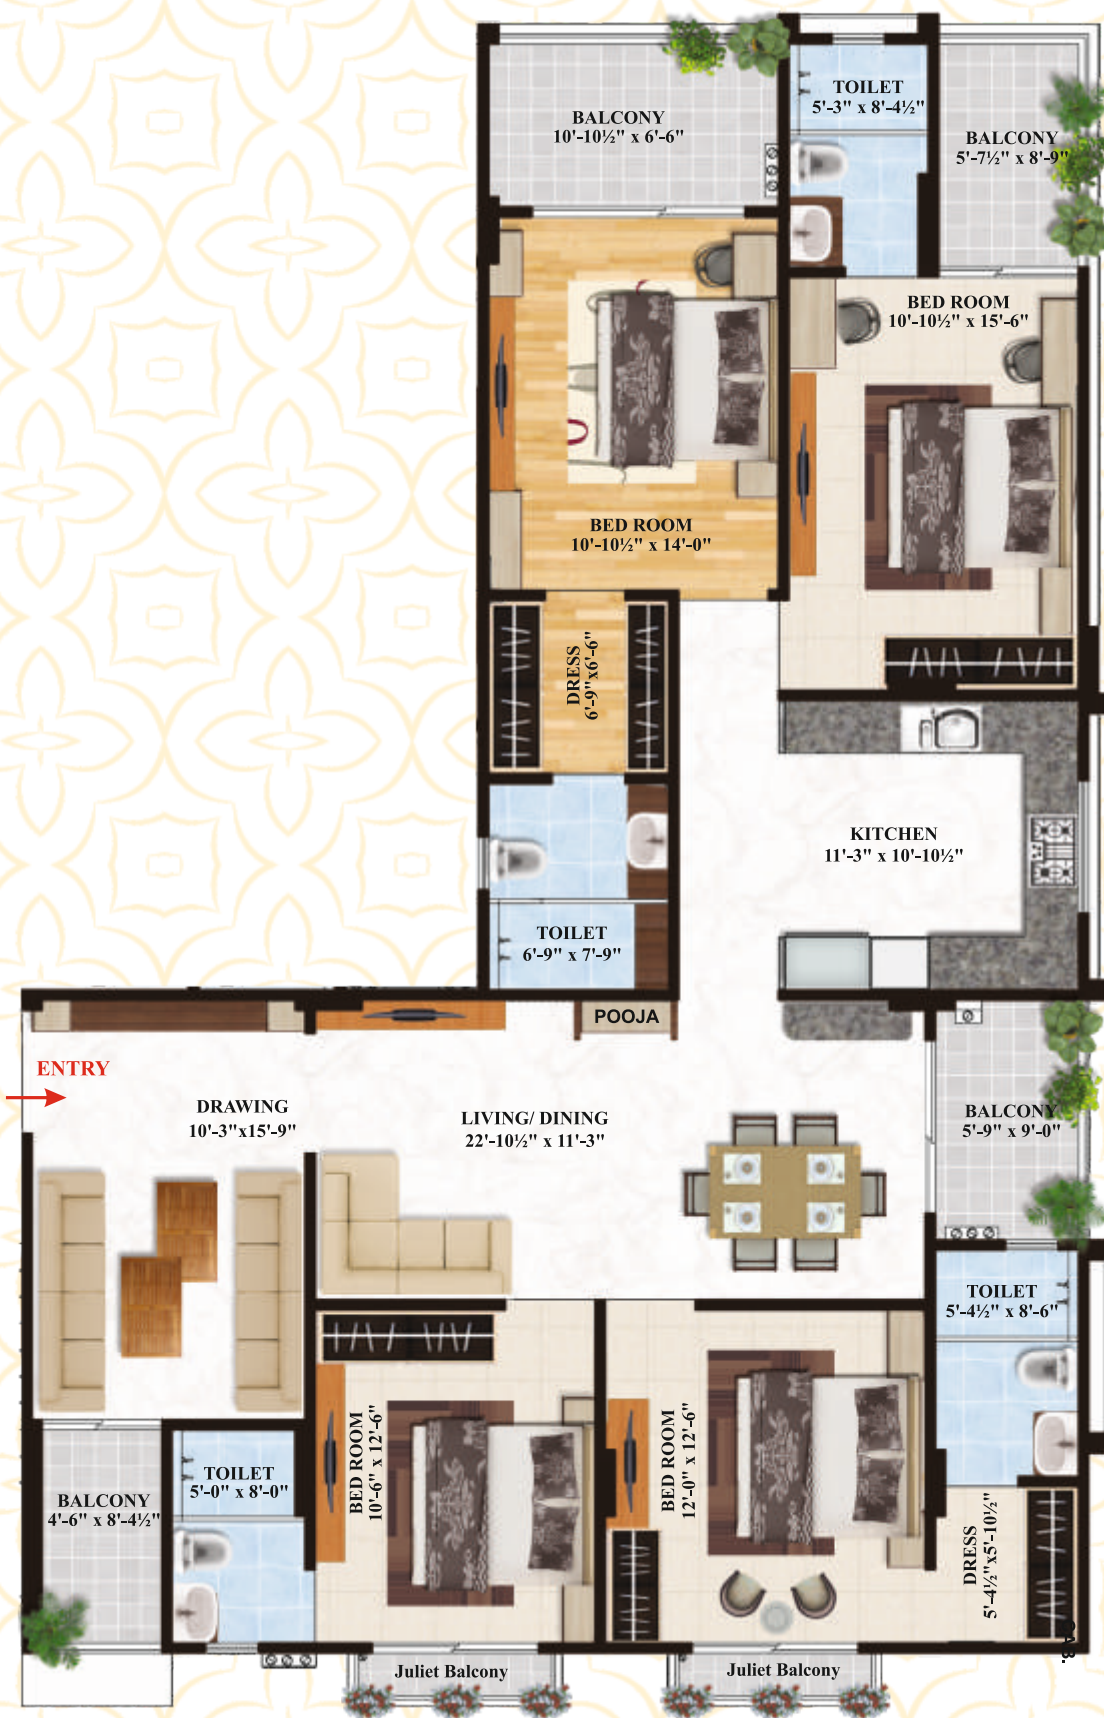 TOILET
5'-3" x 8'-4½"
BALCONY
10'-10½" x 6'-6"
BALCONY
5'-7½" x 8'-9"
BED ROOM
10'-10½" x 15'-6"
BED ROOM
10'-10½" x 14'-0"
DRESS
6'-9"x6'-6"
KITCHEN
11'-3" x 10'-10½"
TOILET
6'-9" x 7'-9"
POOJA
ENTRY
DRAWING
10'-3"x15'-9"
LIVING/ DINING
22'-10½" x 11'-3"
BALCONY
5'-9" x 9'-0"
TOILET
5'-4½" x 8'-6"
BED ROOM
10'-6" x 12'-6"
BED ROOM
12'-0" x 12'-6"
TOILET
5'-0" x 8'-0"
BALCONY
4'-6" x 8'-4½"
DRESS
5'-4½"x5'-10½"
Juliet Balcony
Juliet Balcony